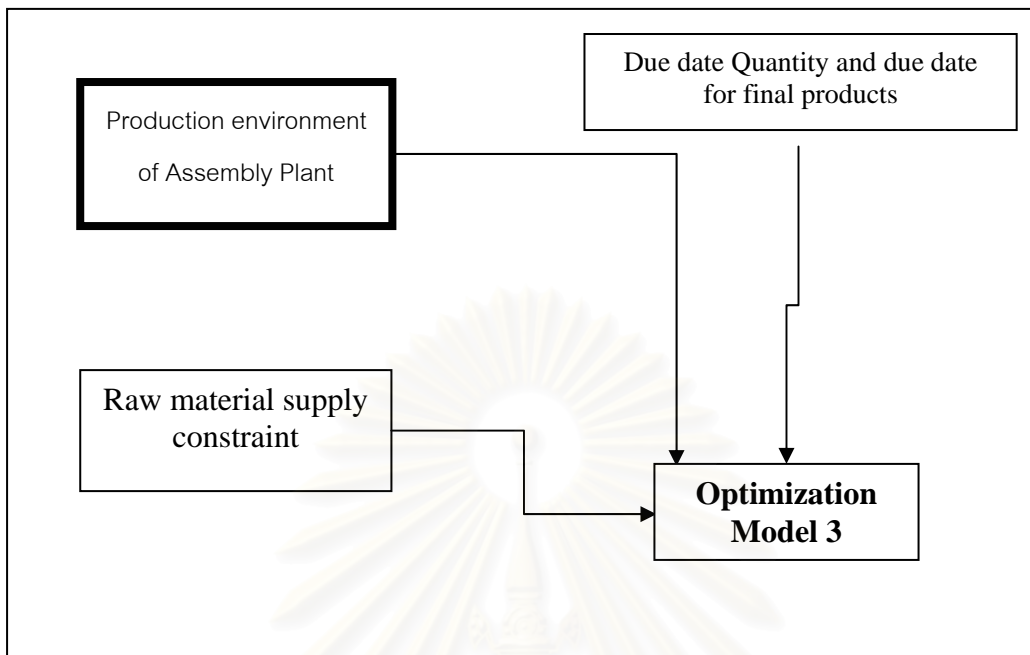 Due date Quantity and due date
for final products
Production environment
of Assembly Plant
Raw material supply
constraint
Optimization
Model 3